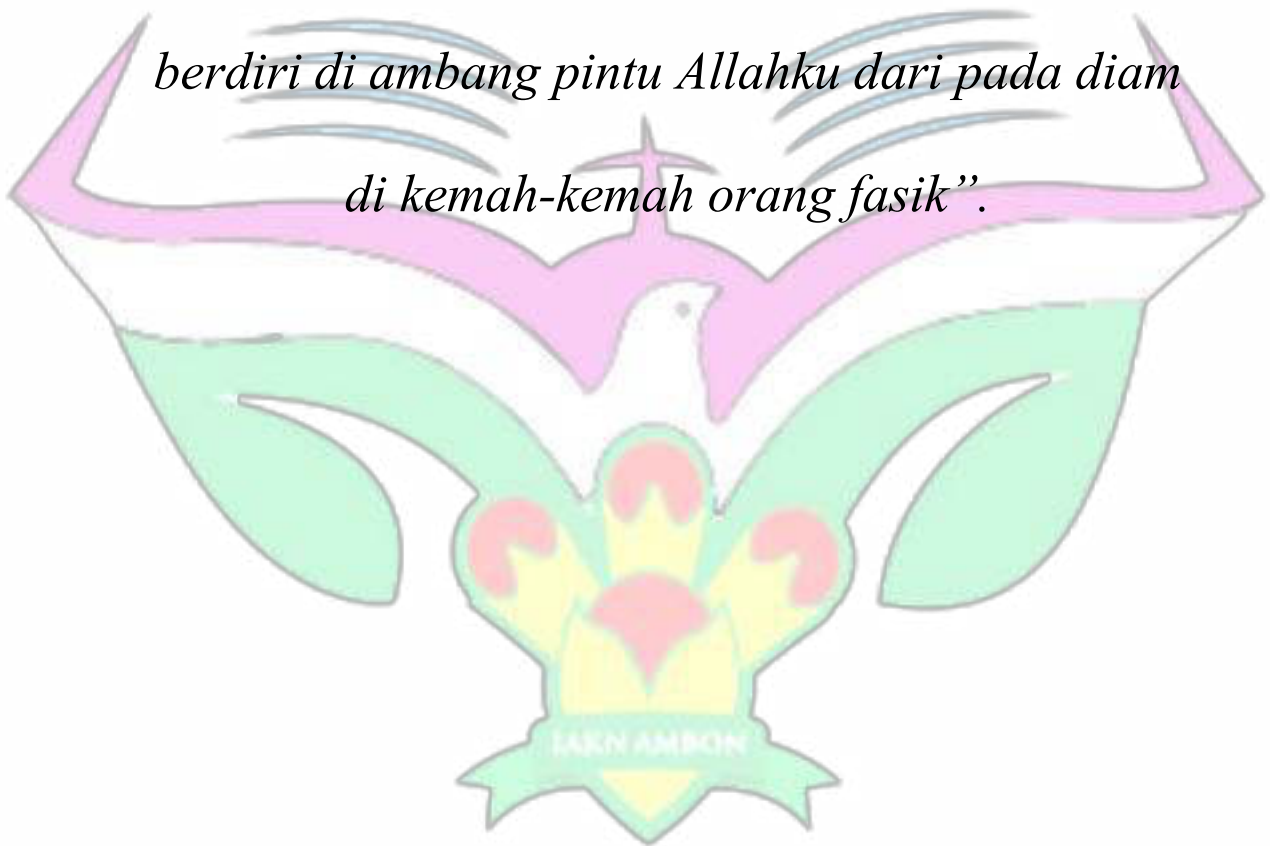 berdiri di ambang pintu Allahku dari pada diam
di kemah-kemah orang fasik”.
IAKN AMBON